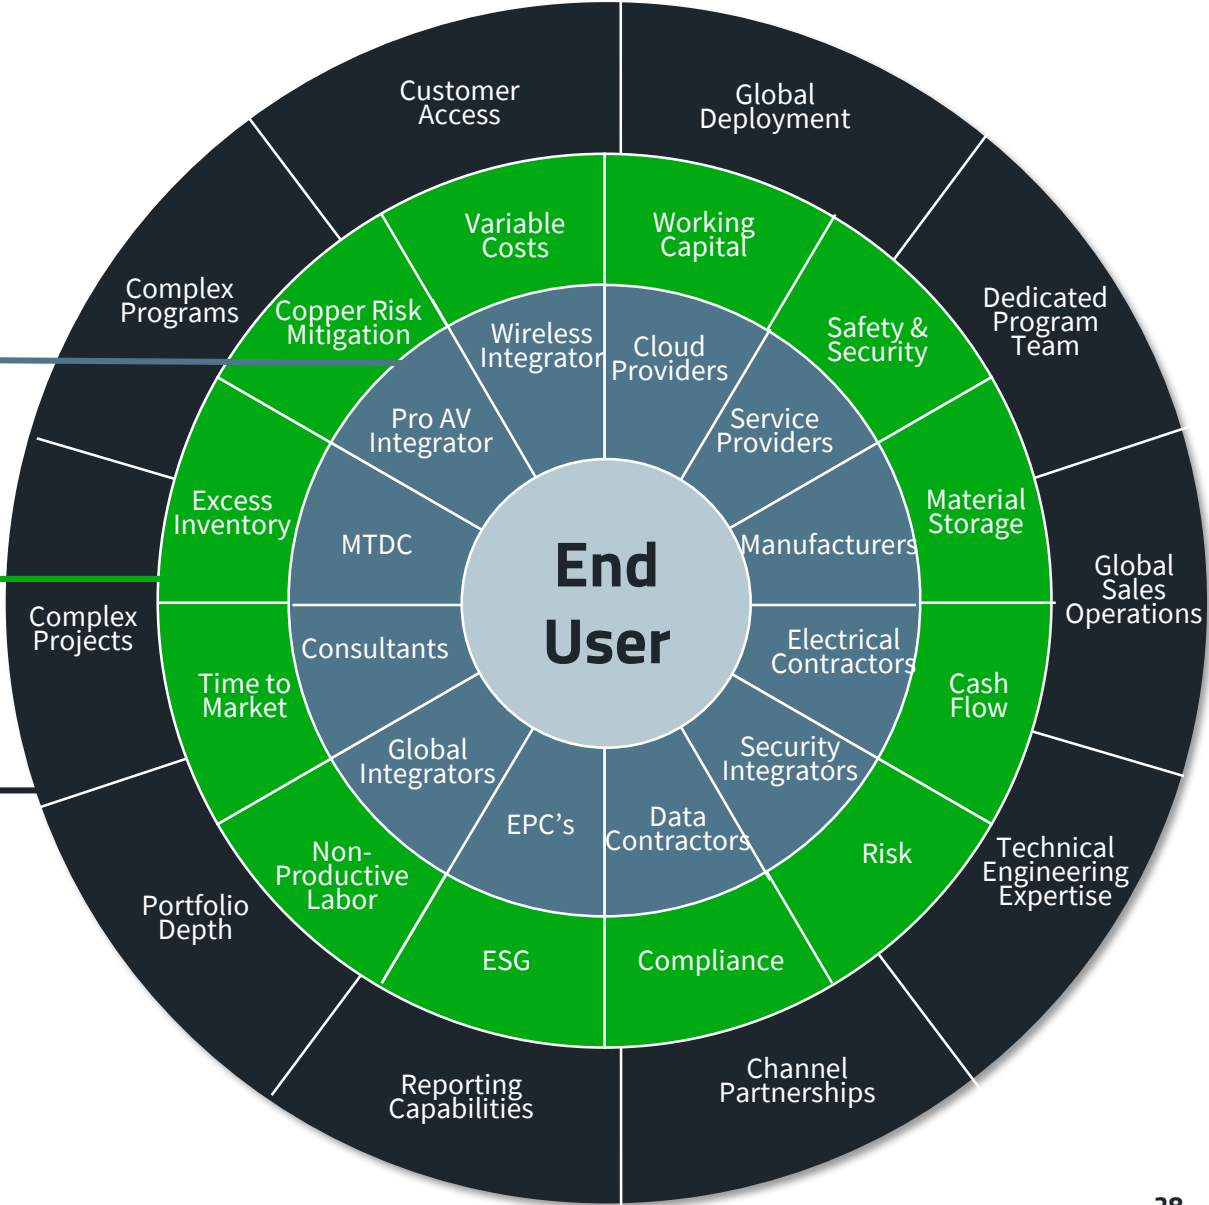 Customer
Access
Global
Deployment
Dedicated
Program
Team
Global
Sales
Operations
Technical
Engineering
Expertise
Channel
Partnerships
Reporting
Capabilities
Portfolio
Depth
Complex
Projects
Complex
Programs
Variable
Costs
Working
Capital
Safety &
Security
Material
Storage
Cash
Flow
Risk
Compliance
ESG
Non-
Productive
Labor
Time to
Market
Excess
Inventory
Copper Risk
Mitigation
Wireless
Integrator
Cloud
Providers
Service
Providers
Manufacturers
Electrical
Contractors
Security
Integrators
Data
Contractors
EPC’s
Global
Integrators
Consultants
MTDC
Pro AV
Integrator
End
User